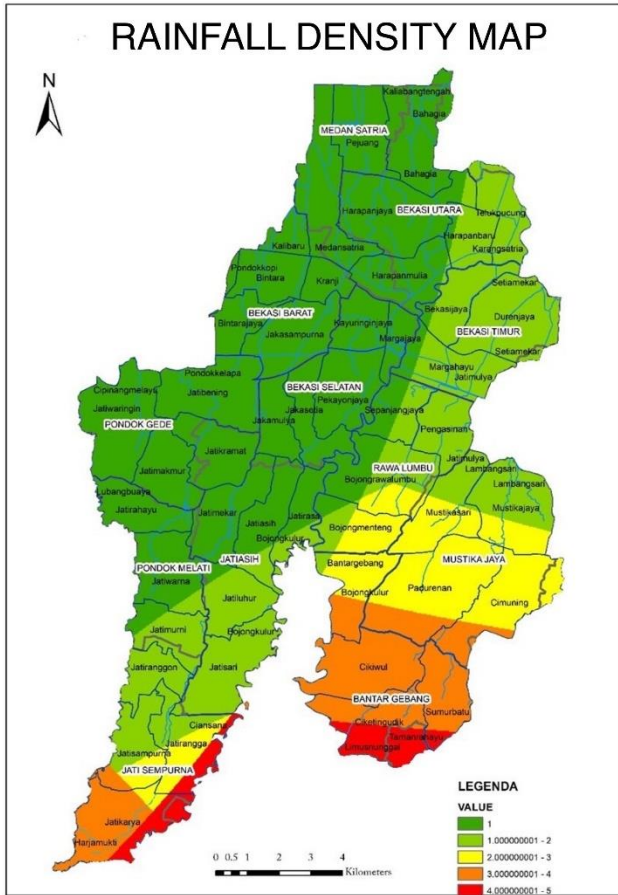 RAINFALL DENSITY MAP
N
Kaliabangtengah
Bahagia
MEDAN SATRIA
Pejuang
Bahagia
Harapanjaya
BEKASI UTARA
Telukpucung
Harapanbaru
Kalibaru
Medansatria
Karangsatria
Pondokkopi
Bintara
Kranji
Harapanmulia
Setiamekar
BEKASI BARAT
Bekasijaya
Durenjaya
Bintarajaya
Kayuringinjaya
Jakasampurna
Margajaya
BEKASI TIMUR
Setiamekar
Pondokkelapa
Margahayu
Cipinangmelayu
Jatibening
BEKASI SELATAN
Jatimulya
Jatiwaringin
Pekayonjaya
Jakasetia
Sepanjangjaya
PONDOK GEDE
Jakamulya
Pengasinan
Jatikramat
Jatimulya
Jatimakmur
RAWA LUMBU
Lambangsari
Bojongrawalumbu
Lambangsari
Lubangbuaya
Jatirahayu
Jatimekar
Jatirasa
Mustikasari
Mustikajaya
Jatiasih
Bojongmenteng
Bojongkulur
JATIASIH
Bantargebang
MUSTIKA JAYA
PONDOK MELATI
Jatiwarna
Padurenan
Jatiluhur
Bojongkulur
Cimuning
Jatimurni
Bojongkulur
Jatiranggon
Jatisari
Cikiwul
BANTAR GEBANG
Sumurbatu
Ciansana
Ciketingudik
Jatirangga
Tamanrahayu
Jatisampurna
Limusnunggal
JATI SEMPURNA
Jatikarya
Harjamukti
LEGENDA
VALUE
1
1.000000001 - 2
2.000000001 - 3
3.000000001 - 4
4.000000001 - 5
0 0.5 1 2 3 4
Kilometers